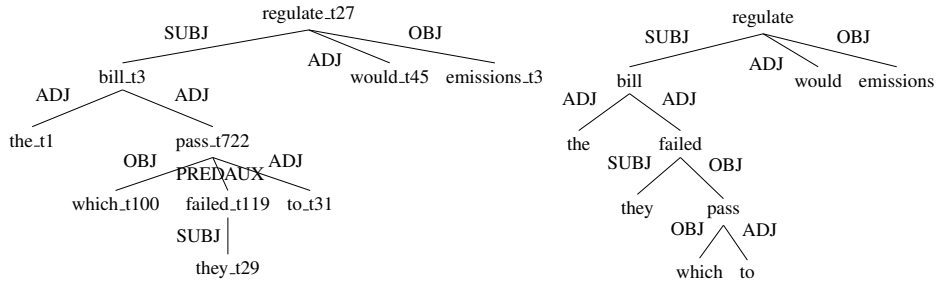 regulate_t27
SUBJ ADJ OBJ
bill_t3 would_t45 emissions_t3
ADJ ADJ
the_t1 pass_t722
OBJ PREDAUX ADJ
which_t100 failed_t119 to_t31
SUBJ
they_t29
regulate
SUBJ ADJ OBJ
bill would emissions
ADJ ADJ
the failed
SUBJ OBJ
they pass
OBJ ADJ
which to